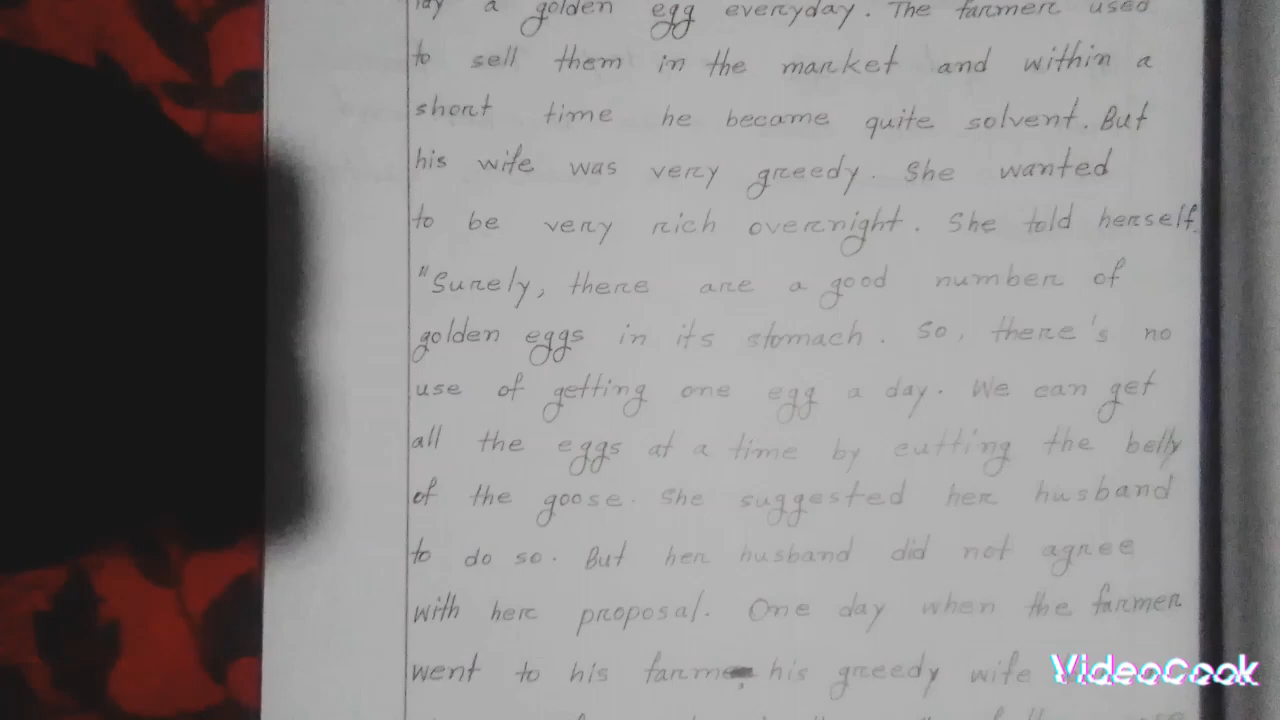 lay a golden egg everyday. The farmer used
to sell them in the market and within a
short time he became quite solvent. But
his wife was very greedy. She wanted
to be very rich overnight. She told herself,
"Surely, there are a good number of
golden eggs in its stomach. So, there's no
use of getting one egg a day. We can get
all the eggs at a time by cutting the belly
of the goose. She suggested her husband
to do so. But her husband did not agree
with her proposal. One day when the farmer
went to his farm, his greedy wife
VideoCook